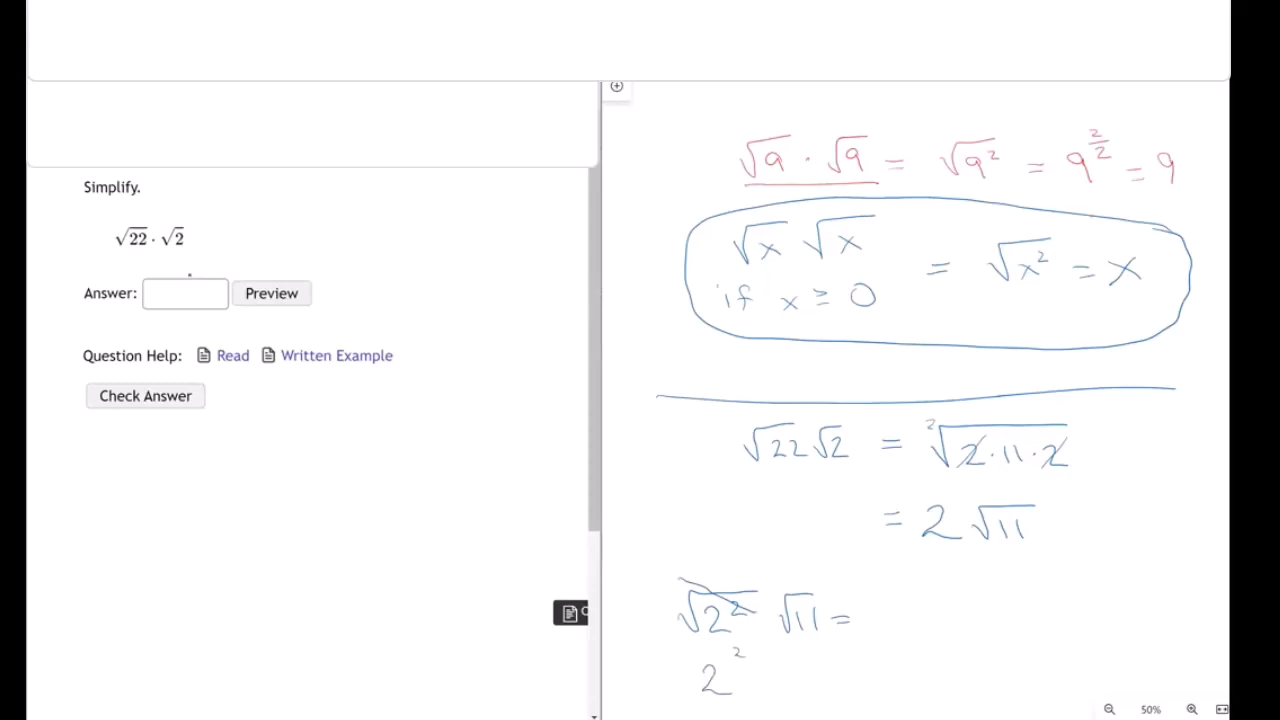 Simplify.
√22 · √2
Answer:
Preview
Question Help: Read Written Example
Check Answer
√9 · √9 = √9² = 9^(2/2) = 9
√x √x = √x² = x
if x ≥ 0
√22 √2 = ²√2·11·2
= 2 √11
√2² √11 =
2²
50%